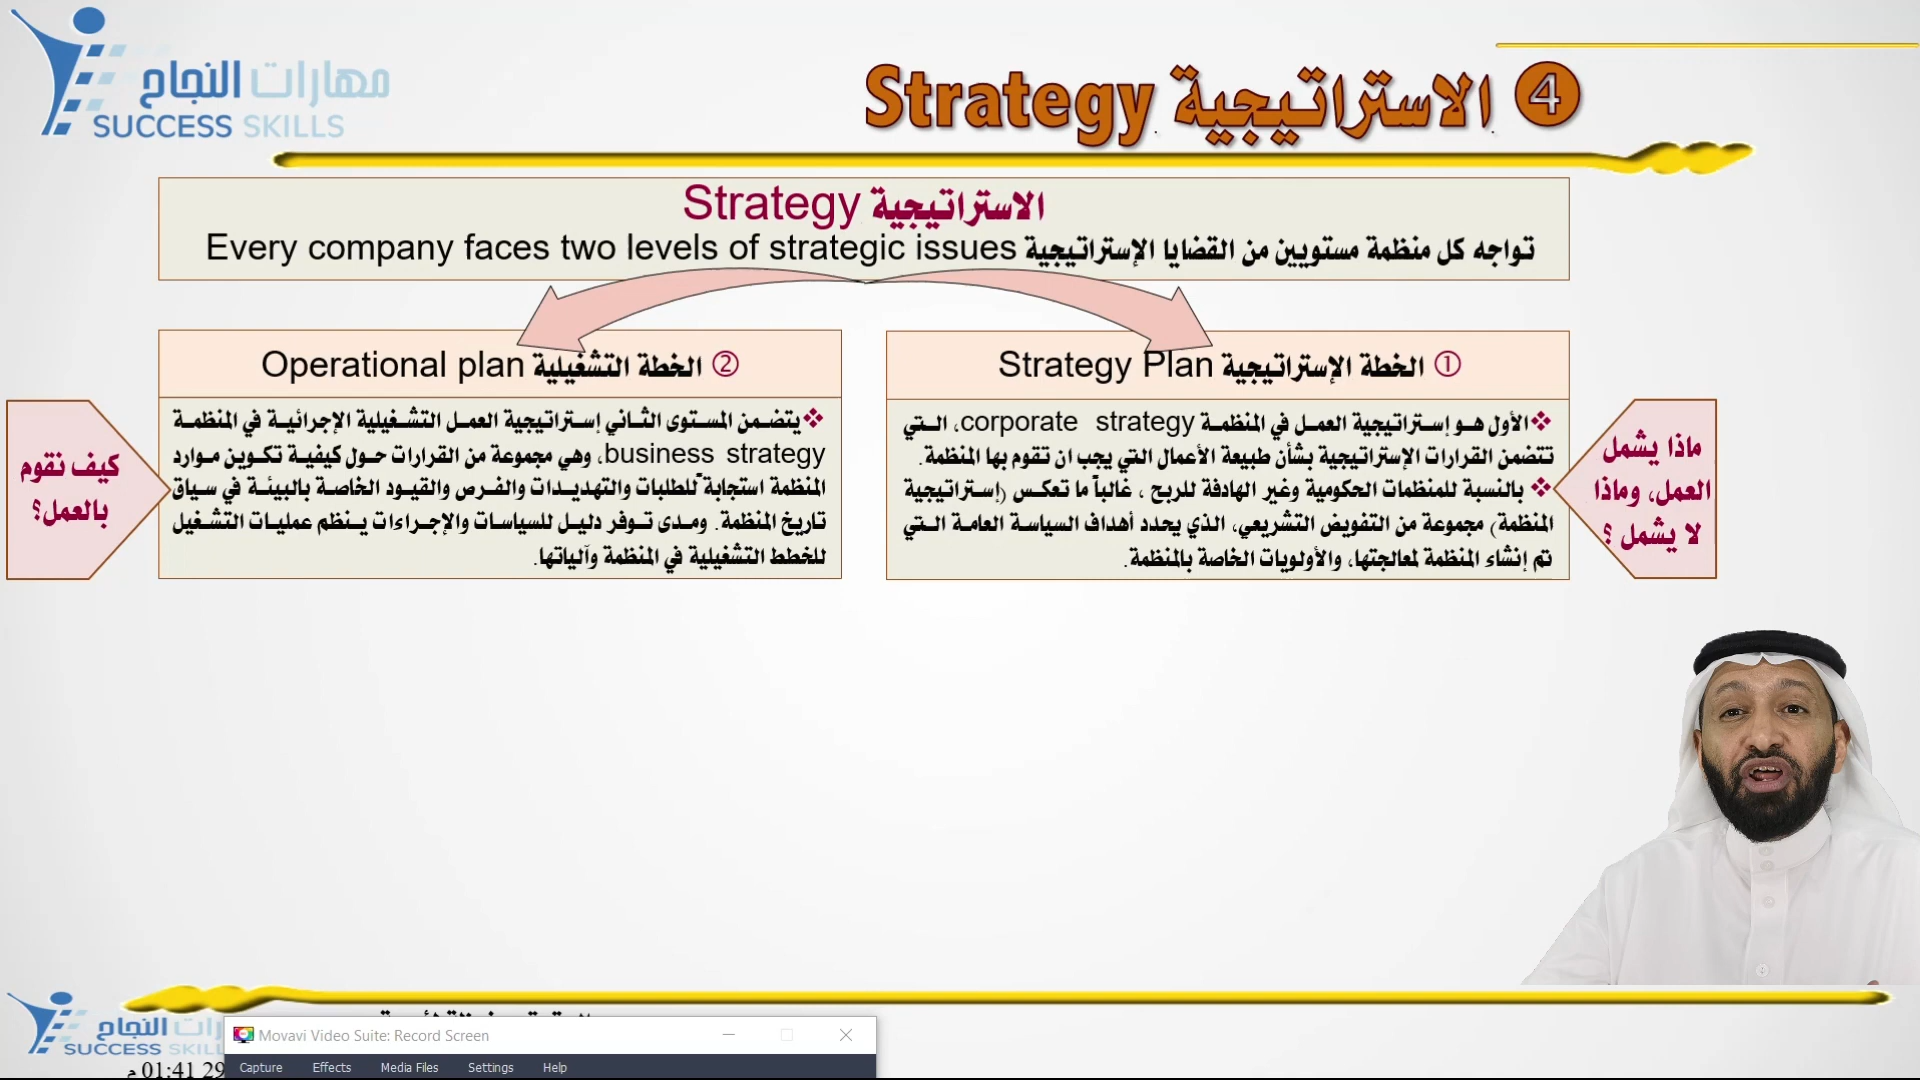 مهارات النجاح
SUCCESS SKILLS
❹ الاستراتيجية Strategy
الاستراتيجية Strategy
تواجه كل منظمة مستويين من القضايا الإستراتيجية Every company faces two levels of strategic issues
① الخطة الإستراتيجية Strategy Plan
❖الأول هو إستراتيجية العمل في المنظمة corporate strategy، التي
تتضمن القرارات الإستراتيجية بشأن طبيعة الأعمال التي يجب ان تقوم بها المنظمة.
❖ بالنسبة للمنظمات الحكومية وغير الهادفة للربح ، غالباً ما تعكس (إستراتيجية
المنظمة) مجموعة من التفويض التشريعي، الذي يحدد أهداف السياسة العامة التي
تم إنشاء المنظمة لمعالجتها، والأولويات الخاصة بالمنظمة.
ماذا يشمل
العمل، وماذا
لا يشمل ؟
② الخطة التشغيلية Operational plan
❖يتضمن المستوى الثاني إستراتيجية العمل التشغيلية الإجرائية في المنظمة
business strategy، وهي مجموعة من القرارات حول كيفية تكوين موارد
المنظمة استجابة للطلبات والتهديدات والفرص والقيود الخاصة بالبيئة في سياق
تاريخ المنظمة. ومدى توفر دليل للسياسات والإجراءات ينظم عمليات التشغيل
للخطط التشغيلية في المنظمة وآلياتها.
كيف نقوم
بالعمل؟
النجاح
SUCCESS SKILL
01:41 29 م
Movavi Video Suite: Record Screen
Capture Effects Media Files Settings Help